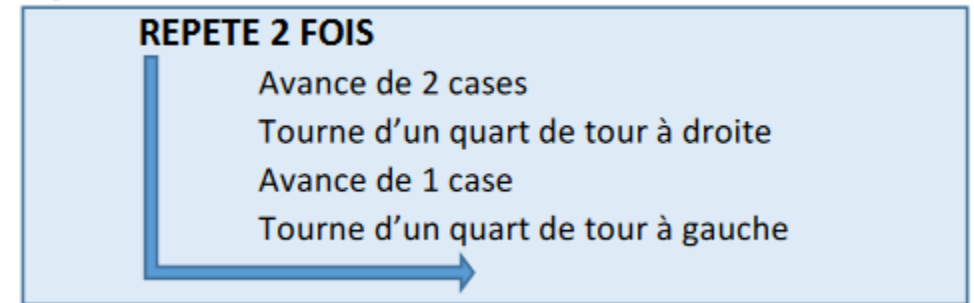 REPETE 2 FOIS
Avance de 2 cases
Tourne d’un quart de tour à droite
Avance de 1 case
Tourne d’un quart de tour à gauche